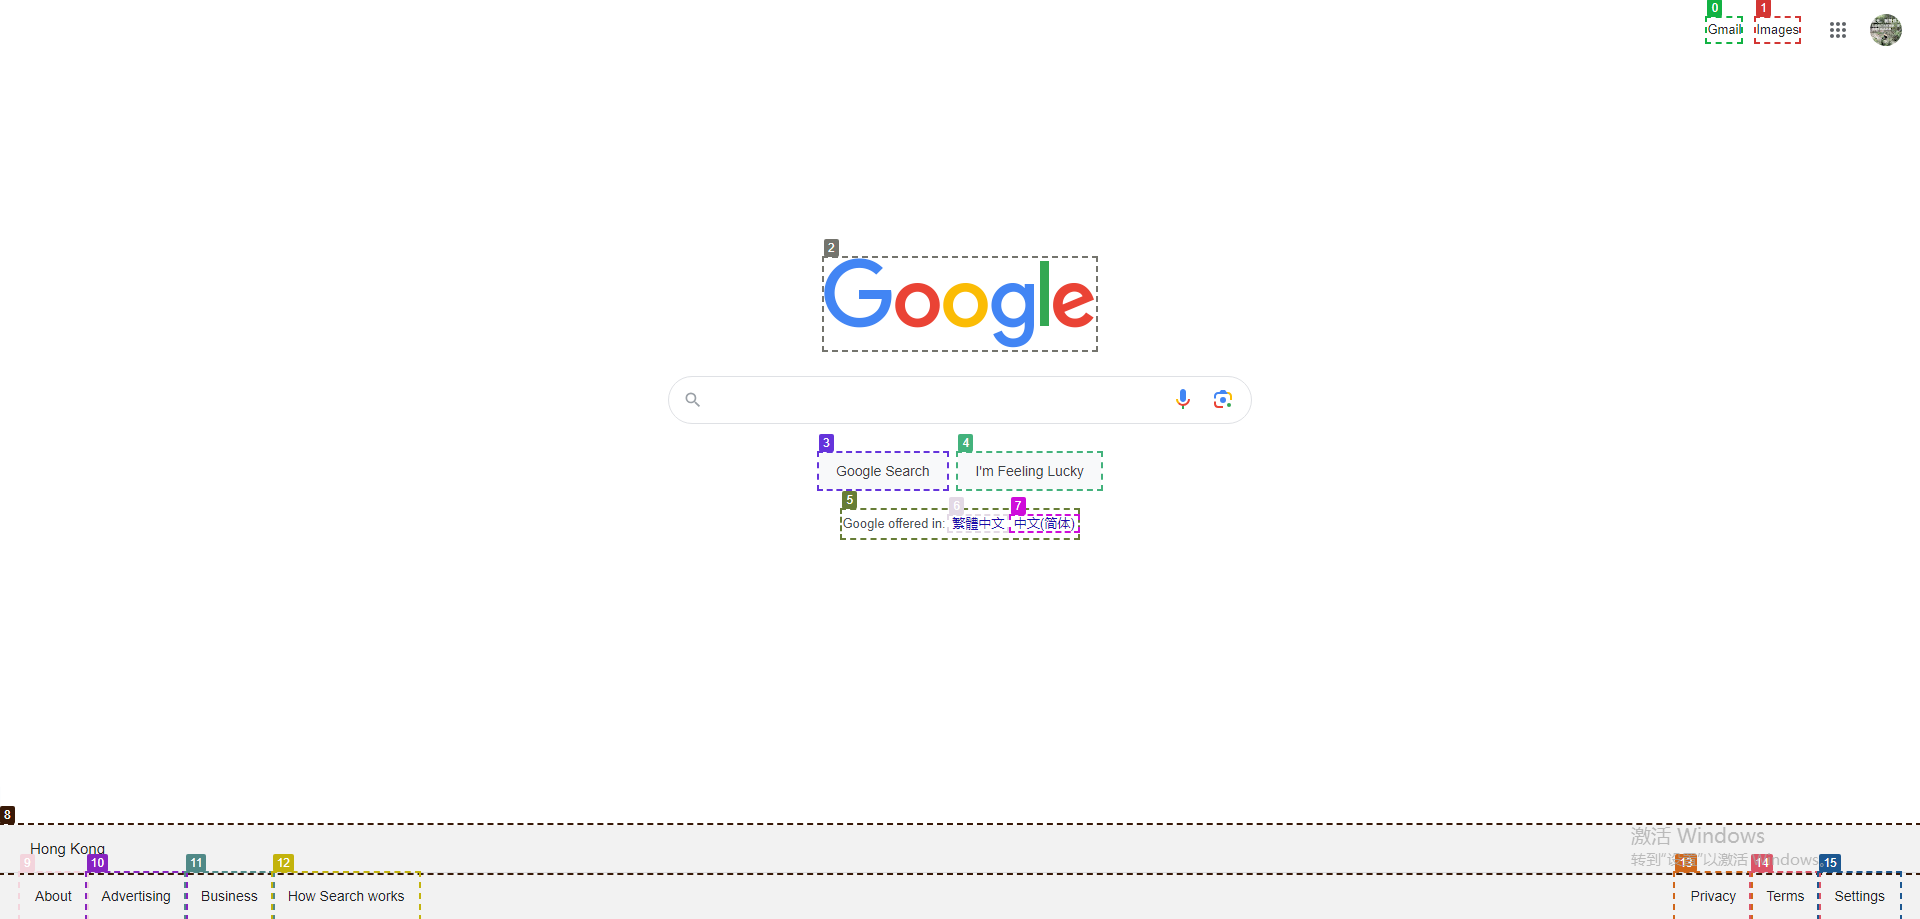 0
1
Gmail
Images
2
Google
3
4
Google Search
I'm Feeling Lucky
5
6
7
Google offered in:
繁體中文
中文(简体)
8
Hong Kong
激活 Windows
转到"设置"以激活 Windows。
9
10
11
12
13
14
15
About
Advertising
Business
How Search works
Privacy
Terms
Settings